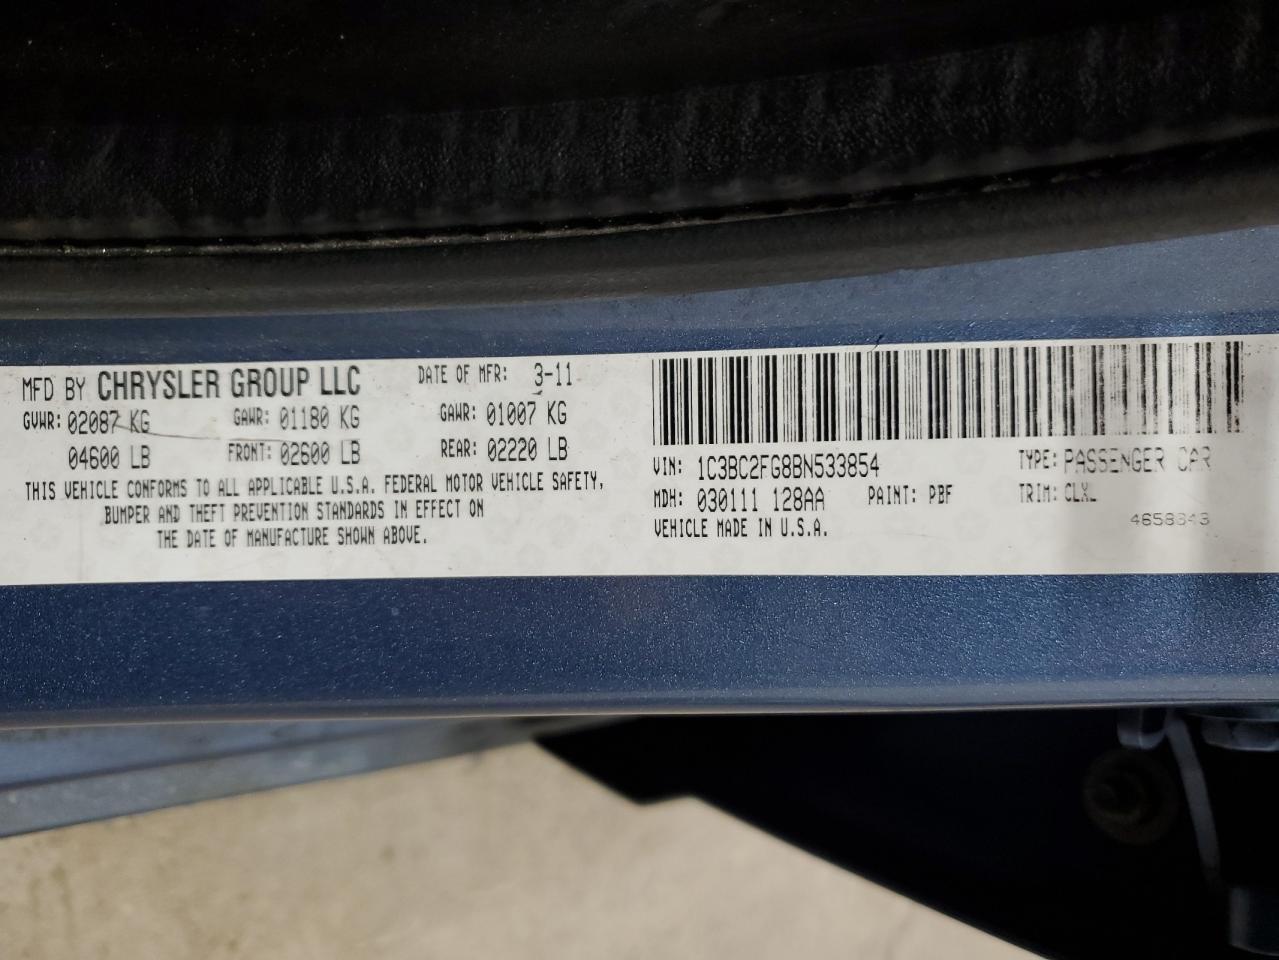 MFD BY CHRYSLER GROUP LLC DATE OF MFR: 3-11
GVWR: 02087 KG GAWR: 01180 KG GAWR: 01007 KG
04600 LB FRONT: 02600 LB REAR: 02220 LB
THIS VEHICLE CONFORMS TO ALL APPLICABLE U.S.A. FEDERAL MOTOR VEHICLE SAFETY,
BUMPER AND THEFT PREVENTION STANDARDS IN EFFECT ON
THE DATE OF MANUFACTURE SHOWN ABOVE.
VIN: 1C3BC2FG8BN533854 TYPE: PASSENGER CAR
MDH: 030111 128AA PAINT: PBF TRIM: CLXL
VEHICLE MADE IN U.S.A.